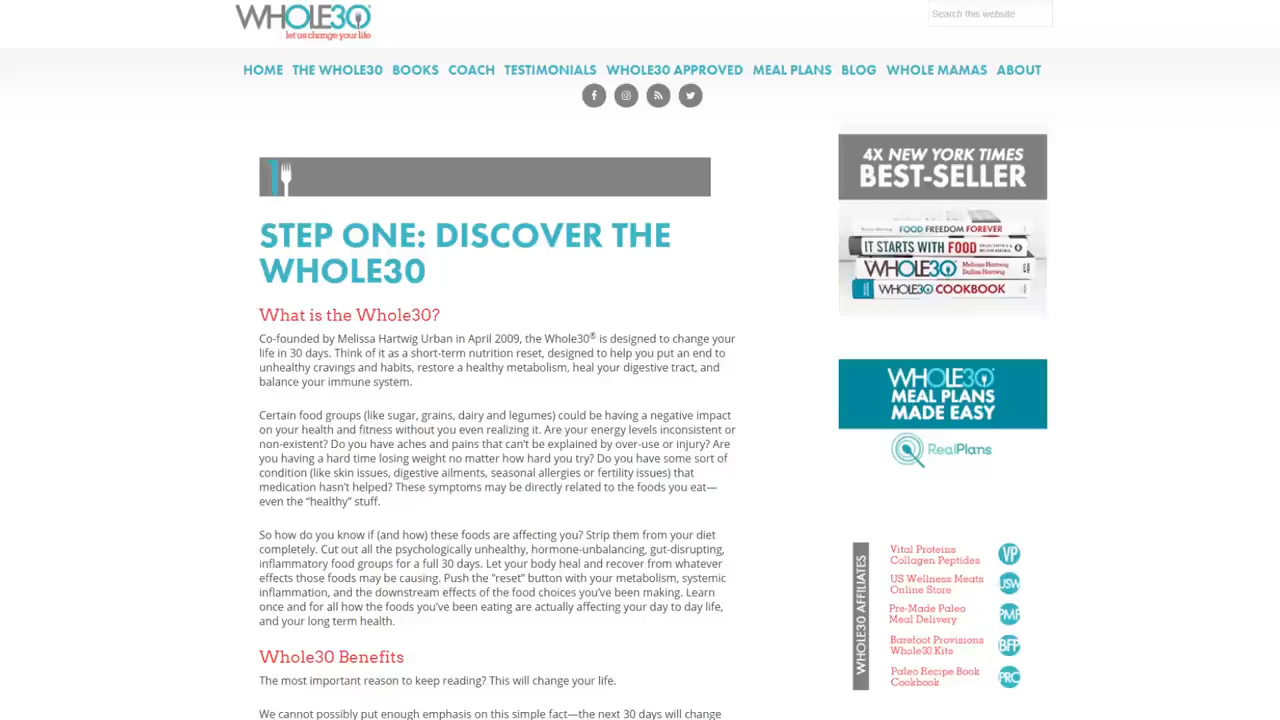 WHOLE30®
let us change your life
Search this website
HOME THE WHOLE30 BOOKS COACH TESTIMONIALS WHOLE30 APPROVED MEAL PLANS BLOG WHOLE MAMAS ABOUT
1
STEP ONE: DISCOVER THE
WHOLE30
What is the Whole30?
Co-founded by Melissa Hartwig Urban in April 2009, the Whole30® is designed to change your
life in 30 days. Think of it as a short-term nutrition reset, designed to help you put an end to
unhealthy cravings and habits, restore a healthy metabolism, heal your digestive tract, and
balance your immune system.
Certain food groups (like sugar, grains, dairy and legumes) could be having a negative impact
on your health and fitness without you even realizing it. Are your energy levels inconsistent or
non-existent? Do you have aches and pains that can't be explained by over-use or injury? Are
you having a hard time losing weight no matter how hard you try? Do you have some sort of
condition (like skin issues, digestive ailments, seasonal allergies or fertility issues) that
medication hasn't helped? These symptoms may be directly related to the foods you eat—
even the “healthy” stuff.
So how do you know if (and how) these foods are affecting you? Strip them from your diet
completely. Cut out all the psychologically unhealthy, hormone-unbalancing, gut-disrupting,
inflammatory food groups for a full 30 days. Let your body heal and recover from whatever
effects those foods may be causing. Push the “reset” button with your metabolism, systemic
inflammation, and the downstream effects of the food choices you've been making. Learn
once and for all how the foods you've been eating are actually affecting your day to day life,
and your long term health.
Whole30 Benefits
The most important reason to keep reading? This will change your life.
We cannot possibly put enough emphasis on this simple fact—the next 30 days will change
4X NEW YORK TIMES
BEST-SELLER
FOOD FREEDOM FOREVER
IT STARTS WITH FOOD
WHOLE30 Melissa Hartwig
Dallas Hartwig
WHOLE30 COOKBOOK
WHOLE30®
MEAL PLANS
MADE EASY
RealPlans
WHOLE30 AFFILIATES
Vital Proteins
Collagen Peptides
VP
US Wellness Meats
Online Store
USW
Pre-Made Paleo
Meal Delivery
PMP
Barefoot Provisions
Whole30 Kits
BFP
Paleo Recipe Book
Cookbook
PRC